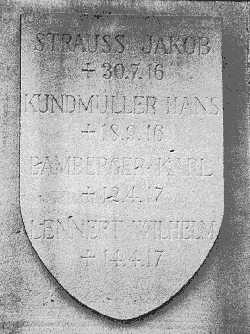 STRAUSS JAKOB
+ 30.7.16
KUNDMÜLLER HANS
+ 18.9.16
BAMBERGER KARL
+ 12.4.17
LENNERT WILHELM
+ 14.4.17